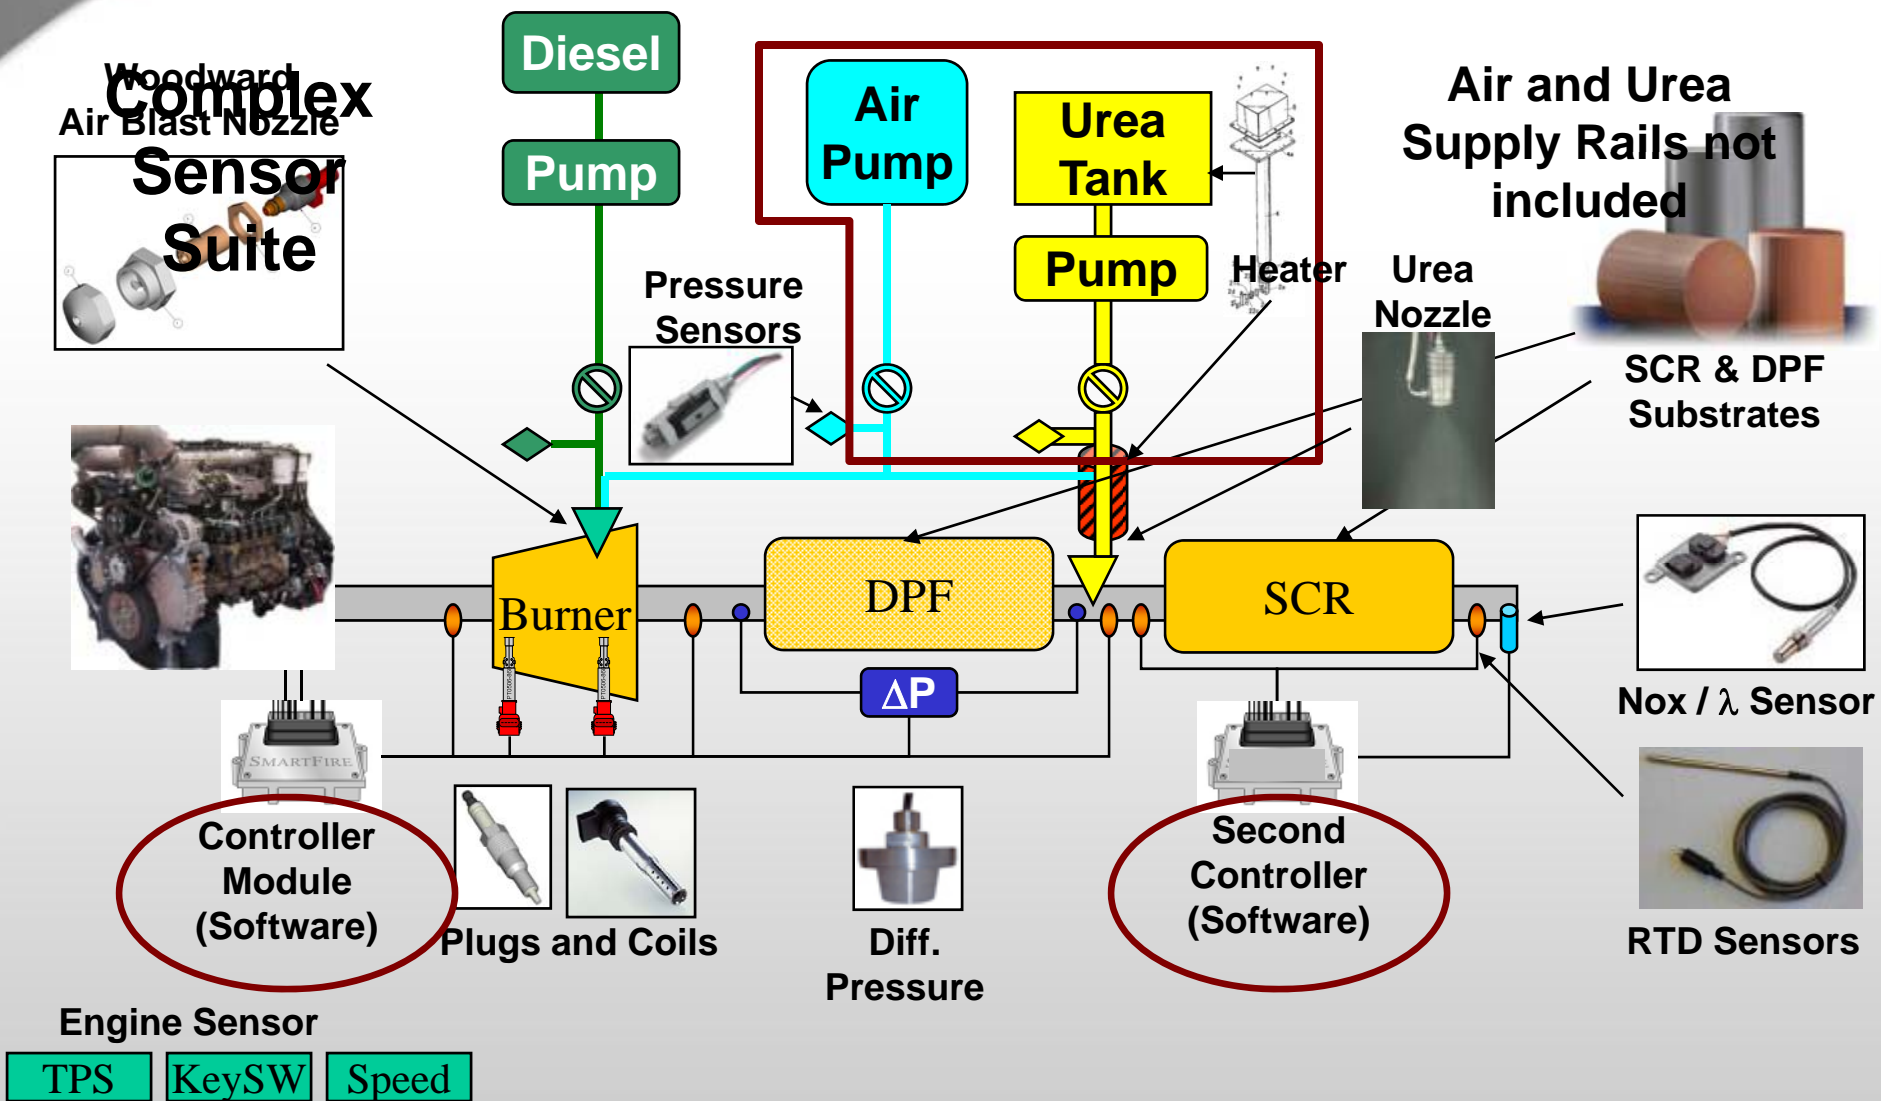 Woodward
Air Blast Nozzle
Complex
Sensor
Suite
Diesel
Pump
Air
Pump
Urea
Tank
Pump
Air and Urea
Supply Rails not
included
Pressure
Sensors
Heater
Urea
Nozzle
SCR & DPF
Substrates
Burner
DPF
SCR
ΔP
Nox / λ Sensor
SMARTFIRE
Controller
Module
(Software)
Plugs and Coils
Diff.
Pressure
Second
Controller
(Software)
RTD Sensors
Engine Sensor
TPS
KeySW
Speed